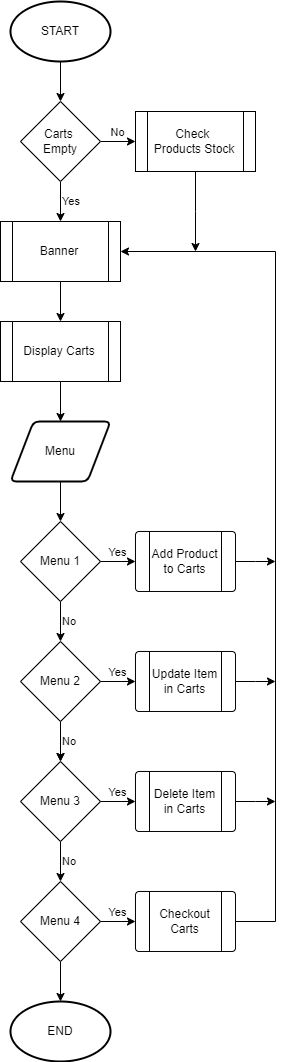 START
Carts
Empty
No
Check
Products Stock
Yes
Banner
Display Carts
Menu
Menu 1
Yes
Add Product
to Carts
No
Menu 2
Yes
Update Item
in Carts
No
Menu 3
Yes
Delete Item
in Carts
No
Menu 4
Yes
Checkout
Carts
END